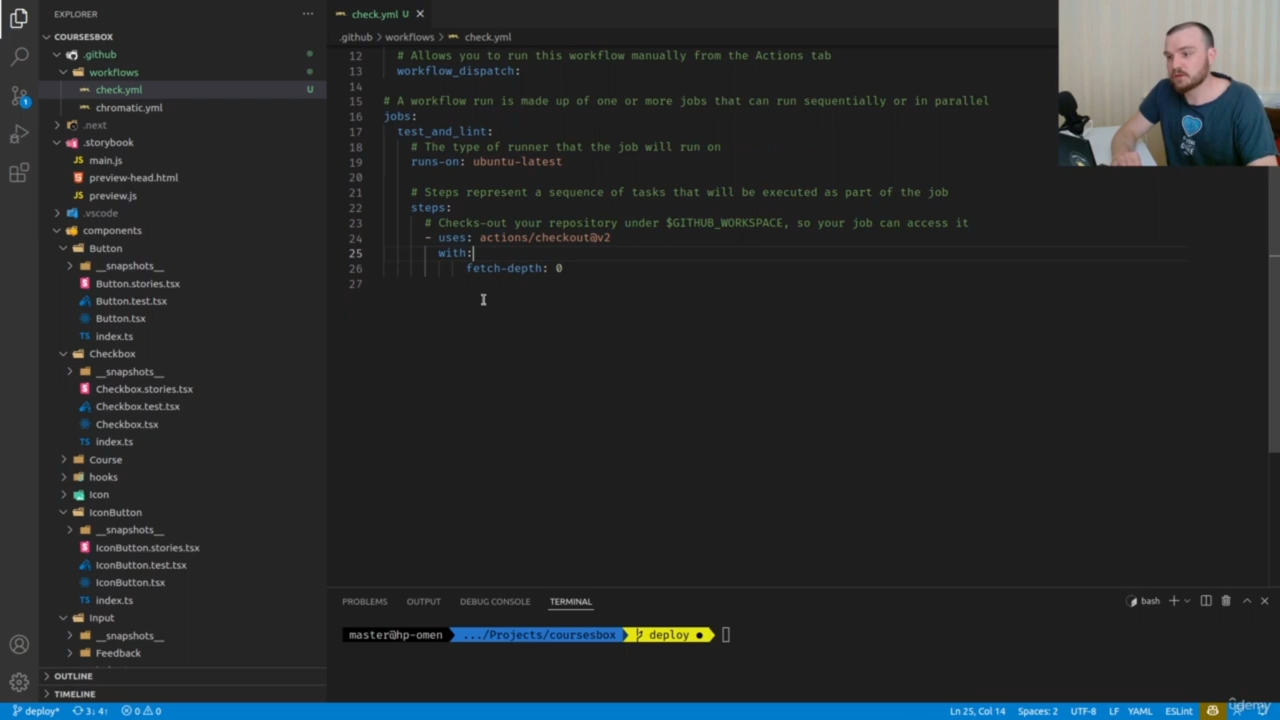 EXPLORER
check.yml U
COURSESBOX
.github > workflows > check.yml
.github
workflows
check.yml U
chromatic.yml
.next
.storybook
main.js
preview-head.html
preview.js
.vscode
components
Button
__snapshots__
Button.stories.tsx
Button.test.tsx
Button.tsx
index.ts
Checkbox
__snapshots__
Checkbox.stories.tsx
Checkbox.test.tsx
Checkbox.tsx
index.ts
Course
hooks
Icon
IconButton
__snapshots__
IconButton.stories.tsx
IconButton.test.tsx
IconButton.tsx
index.ts
Input
__snapshots__
Feedback
OUTLINE
TIMELINE
12 # Allows you to run this workflow manually from the Actions tab
13 workflow_dispatch:
14
15 # A workflow run is made up of one or more jobs that can run sequentially or in parallel
16 jobs:
17 test_and_lint:
18 # The type of runner that the job will run on
19 runs-on: ubuntu-latest
20
21 # Steps represent a sequence of tasks that will be executed as part of the job
22 steps:
23 # Checks-out your repository under $GITHUB_WORKSPACE, so your job can access it
24 - uses: actions/checkout@v2
25 with:
26 fetch-depth: 0
27
PROBLEMS OUTPUT DEBUG CONSOLE TERMINAL bash
master@hp-omen .../Projects/coursesbox deploy
deploy* 3↓ 4↑ 0 0 Ln 25, Col 14 Spaces: 2 UTF-8 LF YAML ESLint
udemy